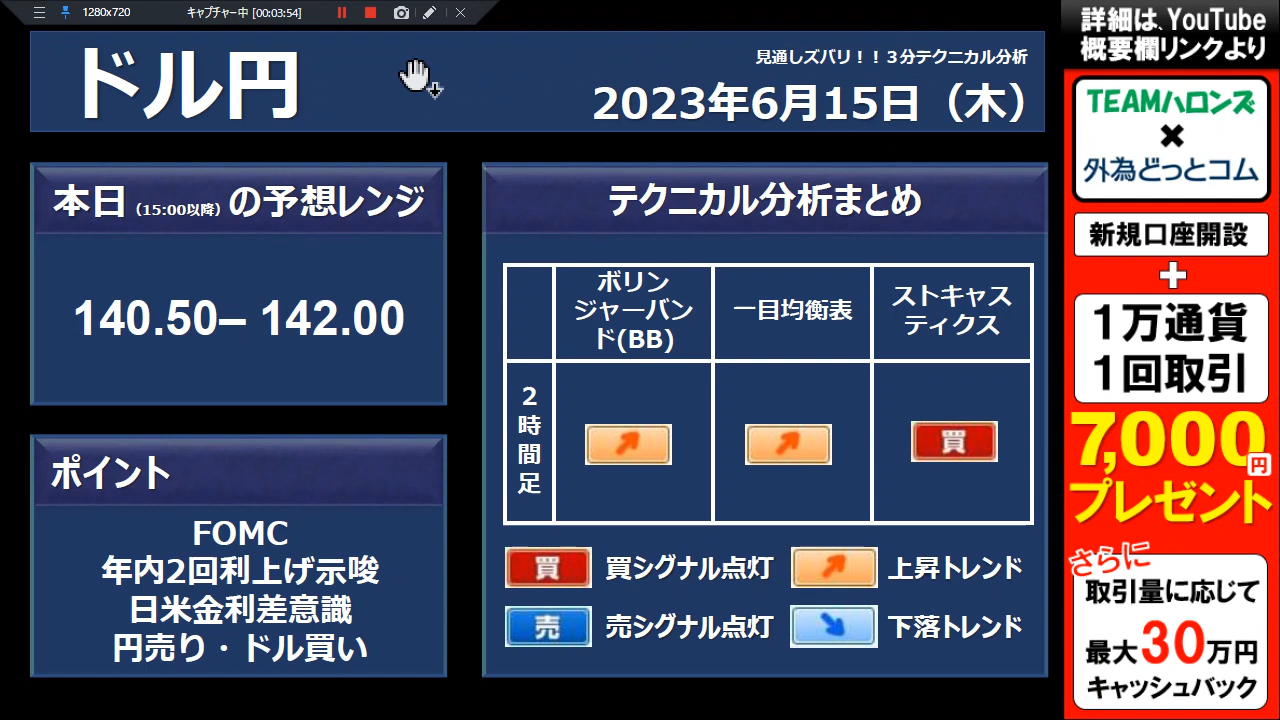 1280x720
キャプチャー中 [00:03:54]
ドル円
見通しズバリ！！３分テクニカル分析
2023年6月15日（木）
本日（15:00以降）の予想レンジ
140.50– 142.00
ポイント
FOMC
年内2回利上げ示唆
日米金利差意識
円売り・ドル買い
テクニカル分析まとめ
ボリン
ジャーバン
ド(BB)
一目均衡表
ストキャス
ティクス
２
時
間
足
買
買
買シグナル点灯
上昇トレンド
売
売シグナル点灯
下落トレンド
詳細は、YouTube
概要欄リンクより
TEAMハロンズ
✖
外為どっとコム
新規口座開設
+
１万通貨
１回取引
7,000円
プレゼント
さらに
取引量に応じて
最大30万円
キャッシュバック